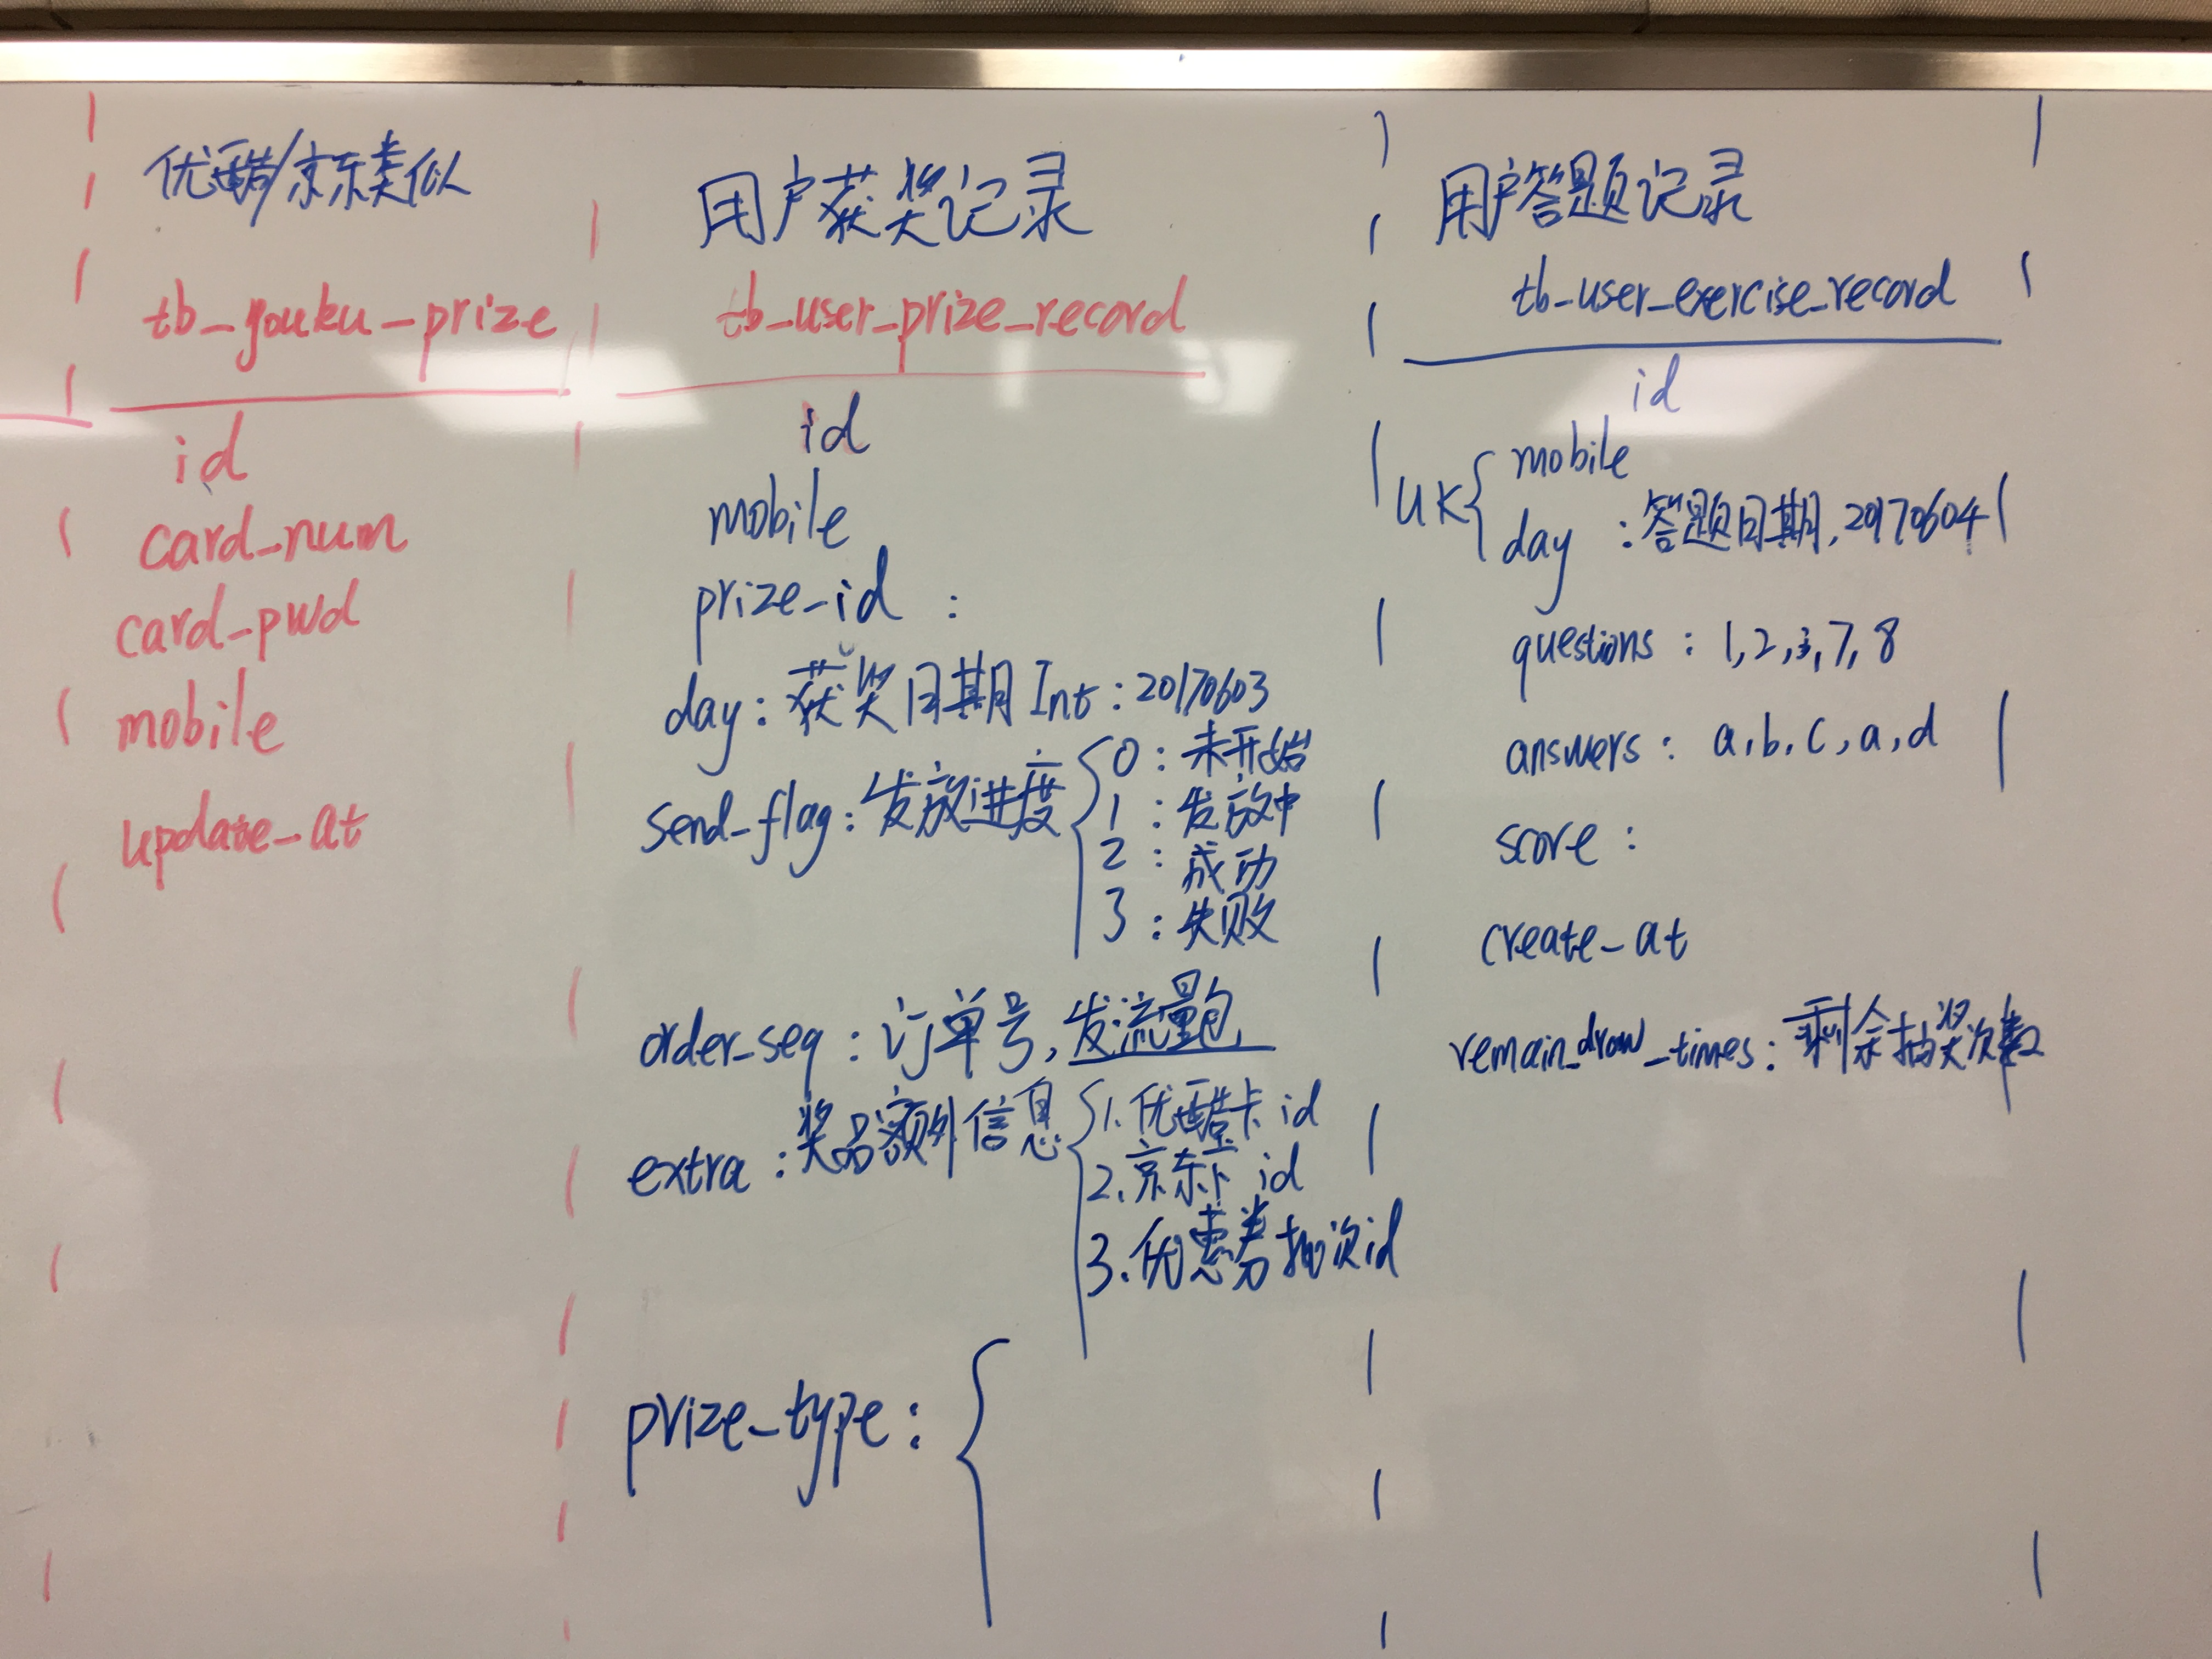 优酷/京东类似
tb_youku_prize
id
card_num
card_pwd
mobile
update_at
用户获奖记录
tb_user_prize_record
id
mobile
prize_id :
day: 获奖日期 Int: 20170603
send_flag: 发放进度
0: 未开始
1: 发放中
2: 成功
3: 失败
order_seq: 订单号, 发流量包
extra: 奖品额外信息
1. 优酷卡 id
2. 京东卡 id
3. 优惠券批次id
prize_type:
用户答题记录
tb_user_exercise_record
id
UK
mobile
day : 答题日期, 20170604
questions : 1,2,3,7,8
answers : a,b,c,a,d
score :
create_at
remain_draw_times: 剩余抽奖次数